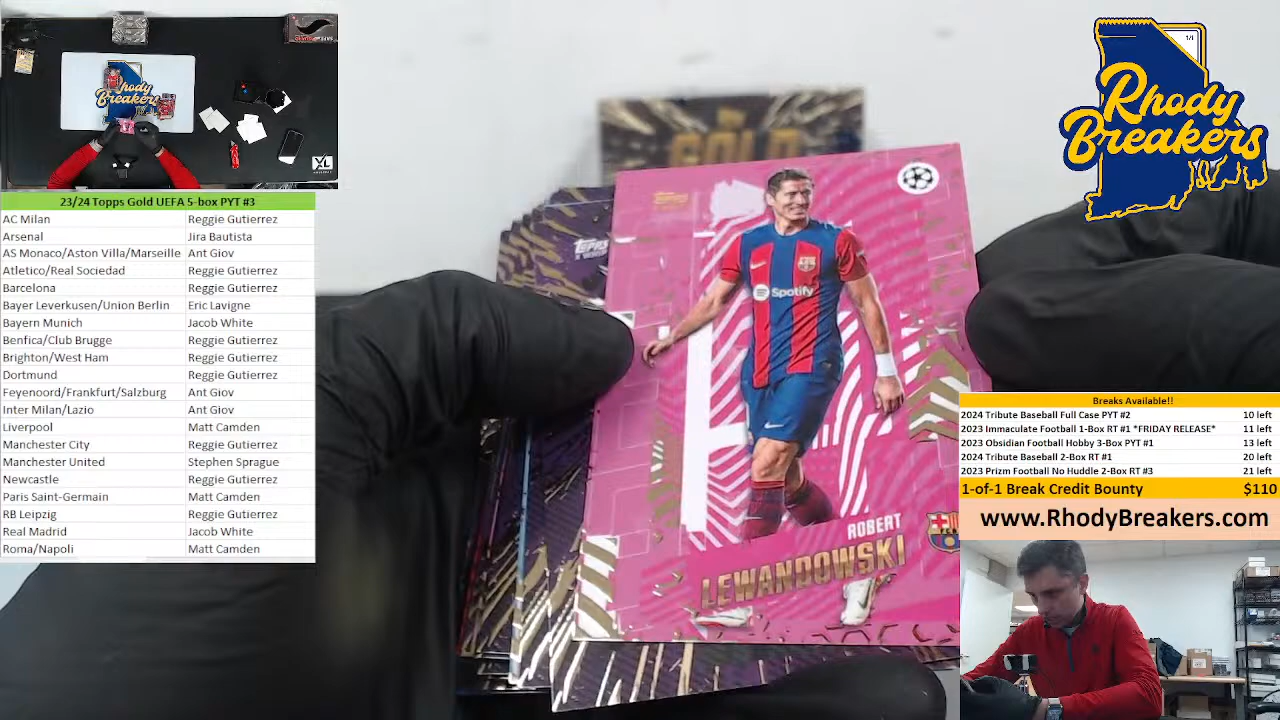 23/24 Topps Gold UEFA 5-box PYT #3
AC Milan Reggie Gutierrez
Arsenal Jira Bautista
AS Monaco/Aston Villa/Marseille Ant Giov
Atletico/Real Sociedad Reggie Gutierrez
Barcelona Reggie Gutierrez
Bayer Leverkusen/Union Berlin Eric Lavigne
Bayern Munich Jacob White
Benfica/Club Brugge Reggie Gutierrez
Brighton/West Ham Reggie Gutierrez
Dortmund Reggie Gutierrez
Feyenoord/Frankfurt/Salzburg Ant Giov
Inter Milan/Lazio Ant Giov
Liverpool Matt Camden
Manchester City Reggie Gutierrez
Manchester United Stephen Sprague
Newcastle Reggie Gutierrez
Paris Saint-Germain Matt Camden
RB Leipzig Reggie Gutierrez
Real Madrid Jacob White
Roma/Napoli Matt Camden
Rhody
Breakers
XL
GOLD
TOPPS
TOPPS
Spotify
ROBERT
LEWANDOWSKI
1/1
Rhody
Breakers
Breaks Available!!
2024 Tribute Baseball Full Case PYT #2 10 left
2023 Immaculate Football 1-Box RT #1 *FRIDAY RELEASE* 11 left
2023 Obsidian Football Hobby 3-Box PYT #1 13 left
2024 Tribute Baseball 2-Box RT #1 20 left
2023 Prizm Football No Huddle 2-Box RT #3 21 left
1-of-1 Break Credit Bounty $110
www.RhodyBreakers.com